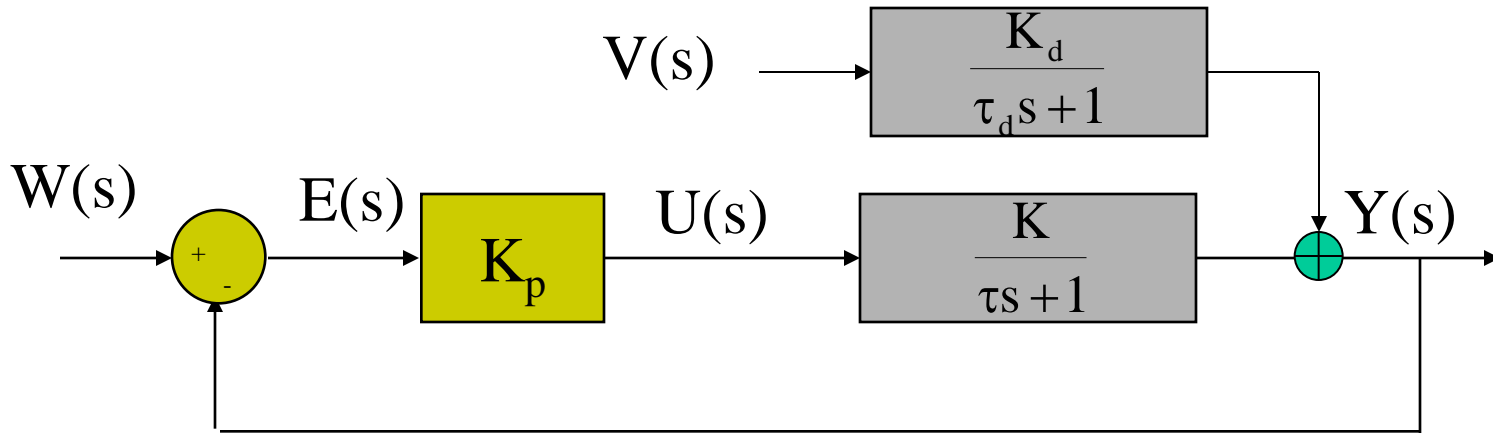 V(s)
K_d
τ_d s + 1
W(s)
E(s)
U(s)
Y(s)
+
-
K_p
K
τs + 1